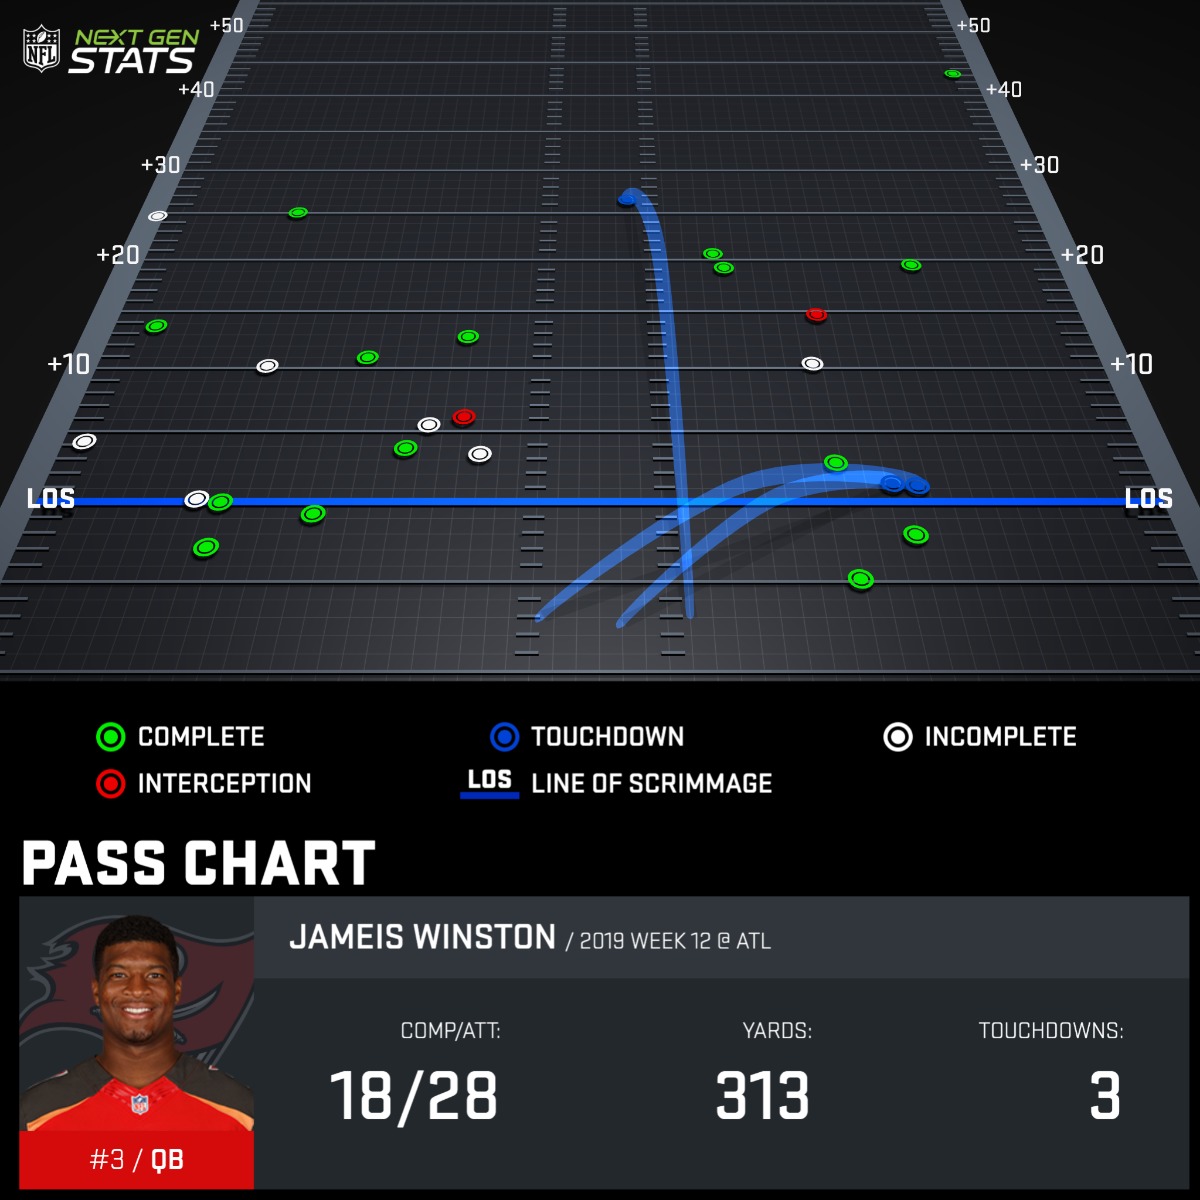 NFL NEXT GEN
STATS
+50 +50
+40 +40
+30 +30
+20 +20
+10 +10
LOS LOS
COMPLETE TOUCHDOWN INCOMPLETE
INTERCEPTION LOS LINE OF SCRIMMAGE
PASS CHART
JAMEIS WINSTON / 2019 WEEK 12 @ ATL
COMP/ATT: YARDS: TOUCHDOWNS:
18/28 313 3
#3 / QB